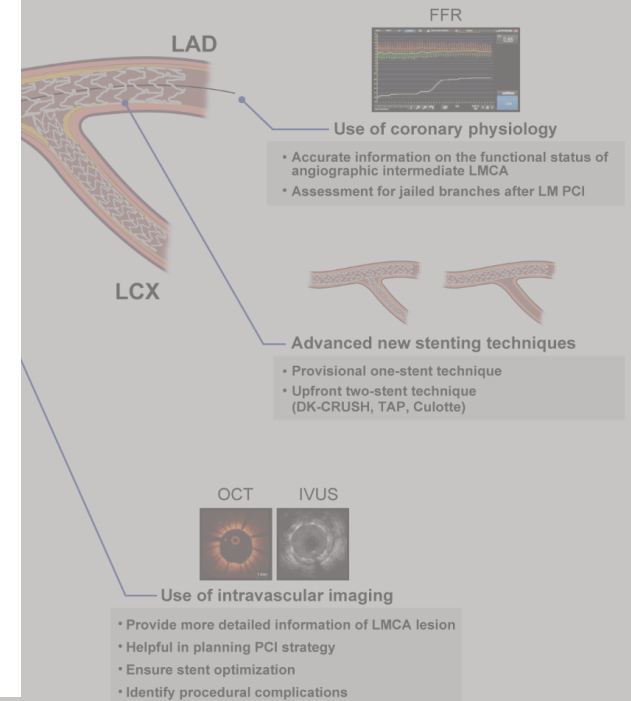 FFR
LAD
Use of coronary physiology
• Accurate information on the functional status of
angiographic intermediate LMCA
• Assessment for jailed branches after LM PCI
LCX
Advanced new stenting techniques
• Provisional one-stent technique
• Upfront two-stent technique
(DK-CRUSH, TAP, Culotte)
OCT IVUS
Use of intravascular imaging
• Provide more detailed information of LMCA lesion
• Helpful in planning PCI strategy
• Ensure stent optimization
• Identify procedural complications